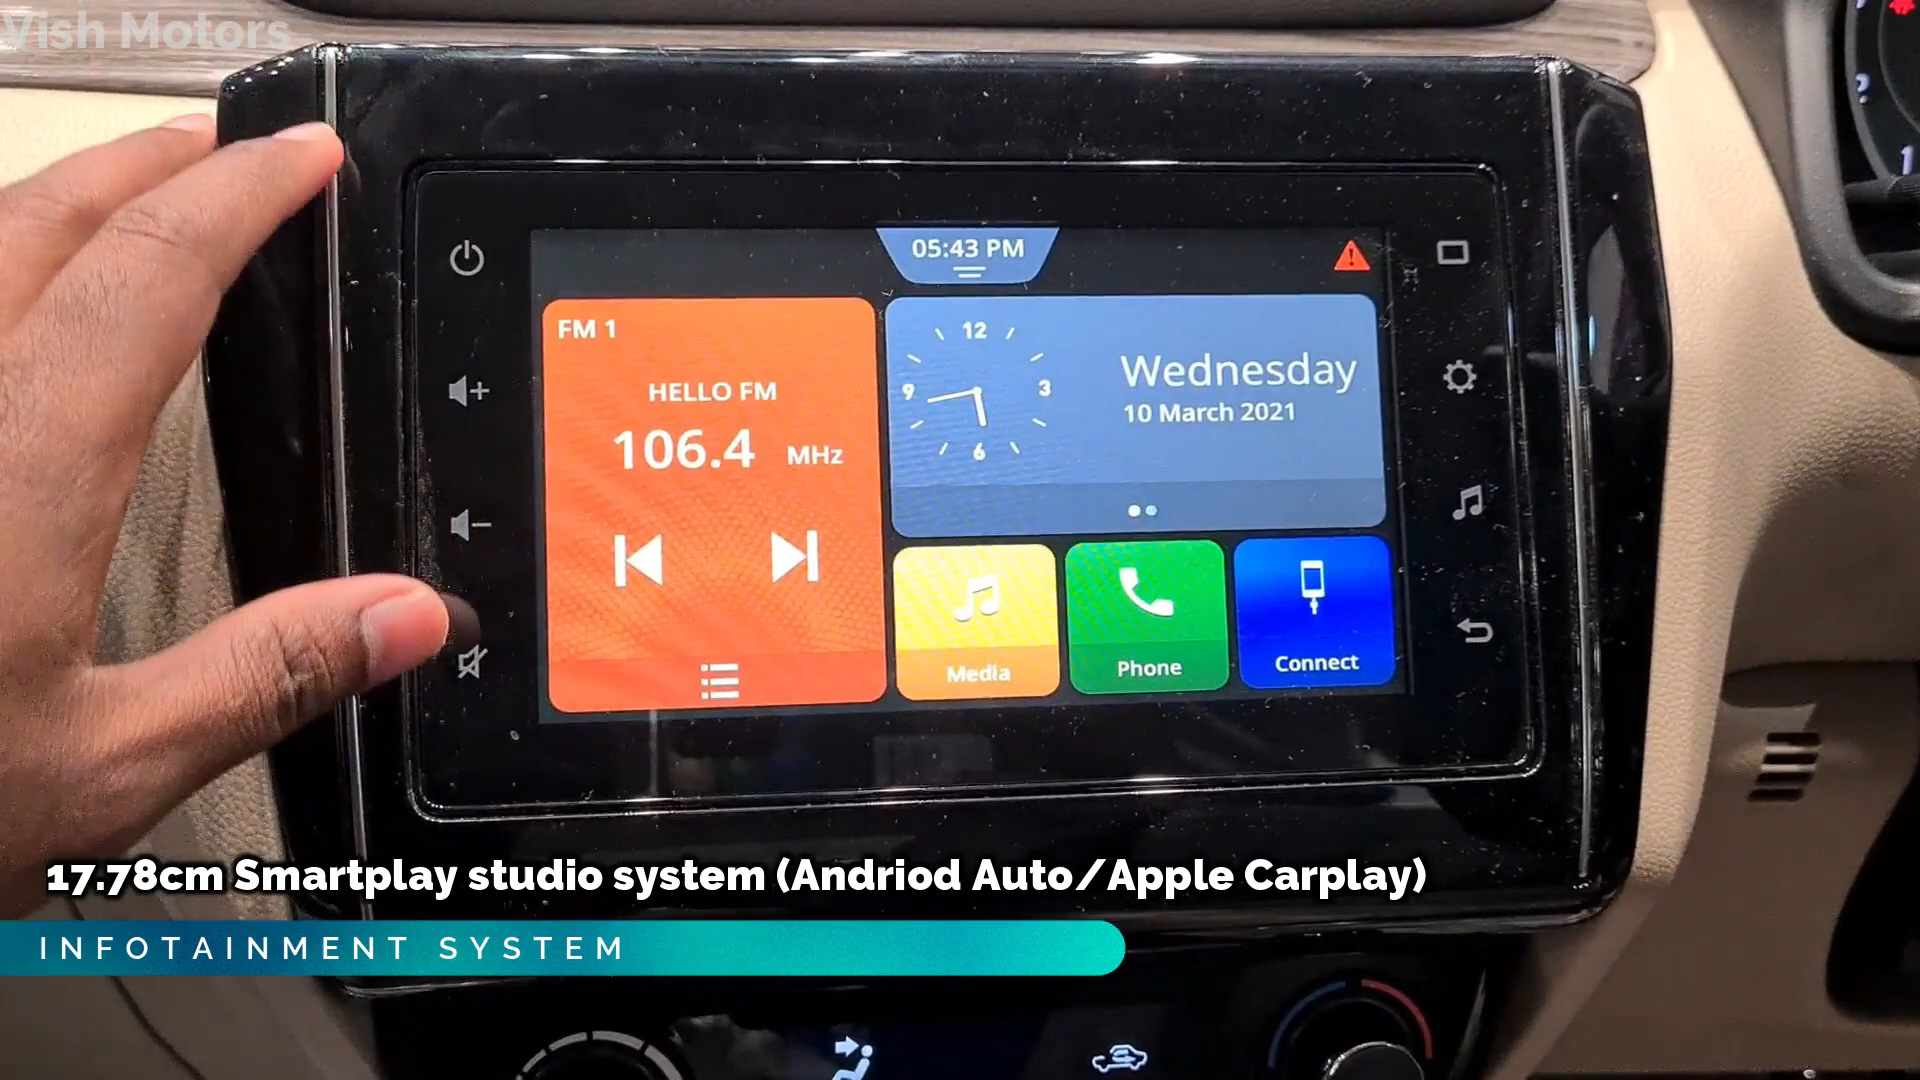 Vish Motors
05:43 PM
FM 1
HELLO FM
106.4 MHz
12
9
3
6
Wednesday
10 March 2021
Media
Phone
Connect
17.78cm Smartplay studio system (Andriod Auto/Apple Carplay)
INFOTAINMENT SYSTEM